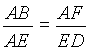 AB/AE = AF/ED